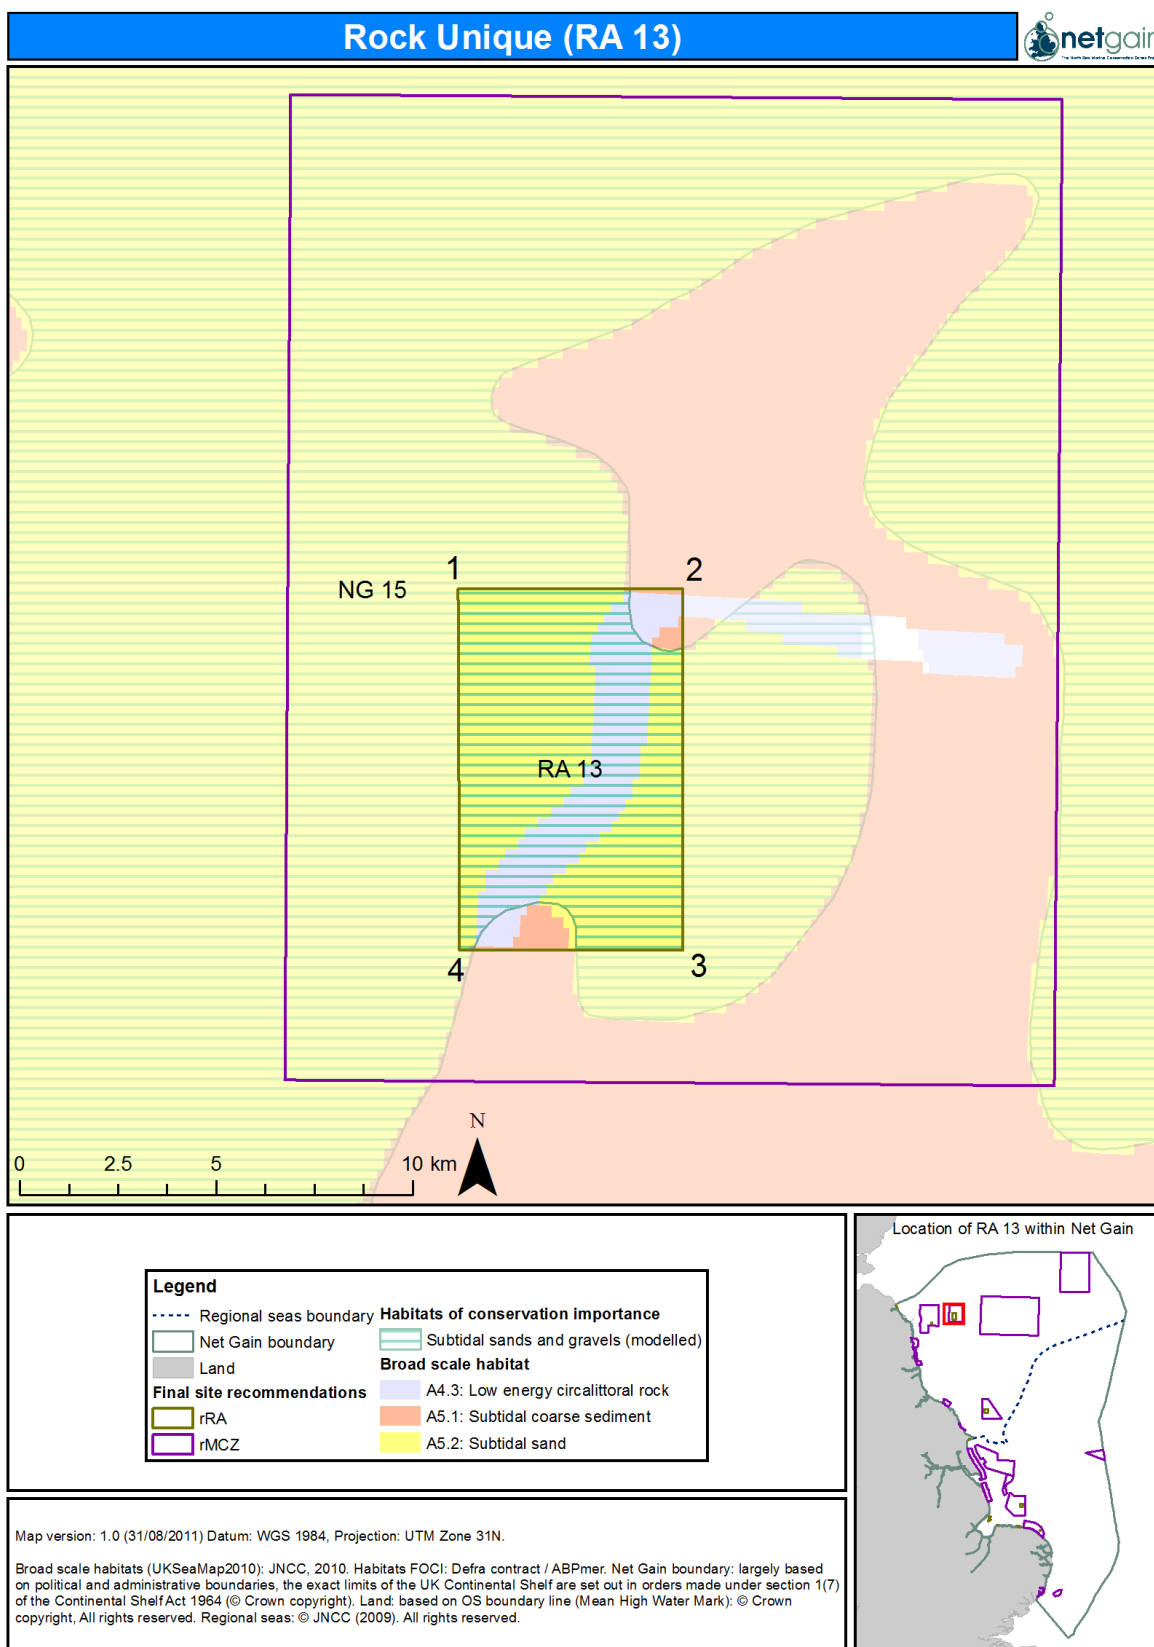 Rock Unique (RA 13)
netgain
The North Sea Marine Conservation Zones Pro
1
2
NG 15
RA 13
4
3
N
0 2.5 5 10 km
Location of RA 13 within Net Gain
Legend
Regional seas boundary
Net Gain boundary
Land
Final site recommendations
rRA
rMCZ
Habitats of conservation importance
Subtidal sands and gravels (modelled)
Broad scale habitat
A4.3: Low energy circalittoral rock
A5.1: Subtidal coarse sediment
A5.2: Subtidal sand
Map version: 1.0 (31/08/2011) Datum: WGS 1984, Projection: UTM Zone 31N.
Broad scale habitats (UKSeaMap2010): JNCC, 2010. Habitats FOCI: Defra contract / ABPmer. Net Gain boundary: largely based
on political and administrative boundaries, the exact limits of the UK Continental Shelf are set out in orders made under section 1(7)
of the Continental Shelf Act 1964 (© Crown copyright). Land: based on OS boundary line (Mean High Water Mark): © Crown
copyright, All rights reserved. Regional seas: © JNCC (2009). All rights reserved.